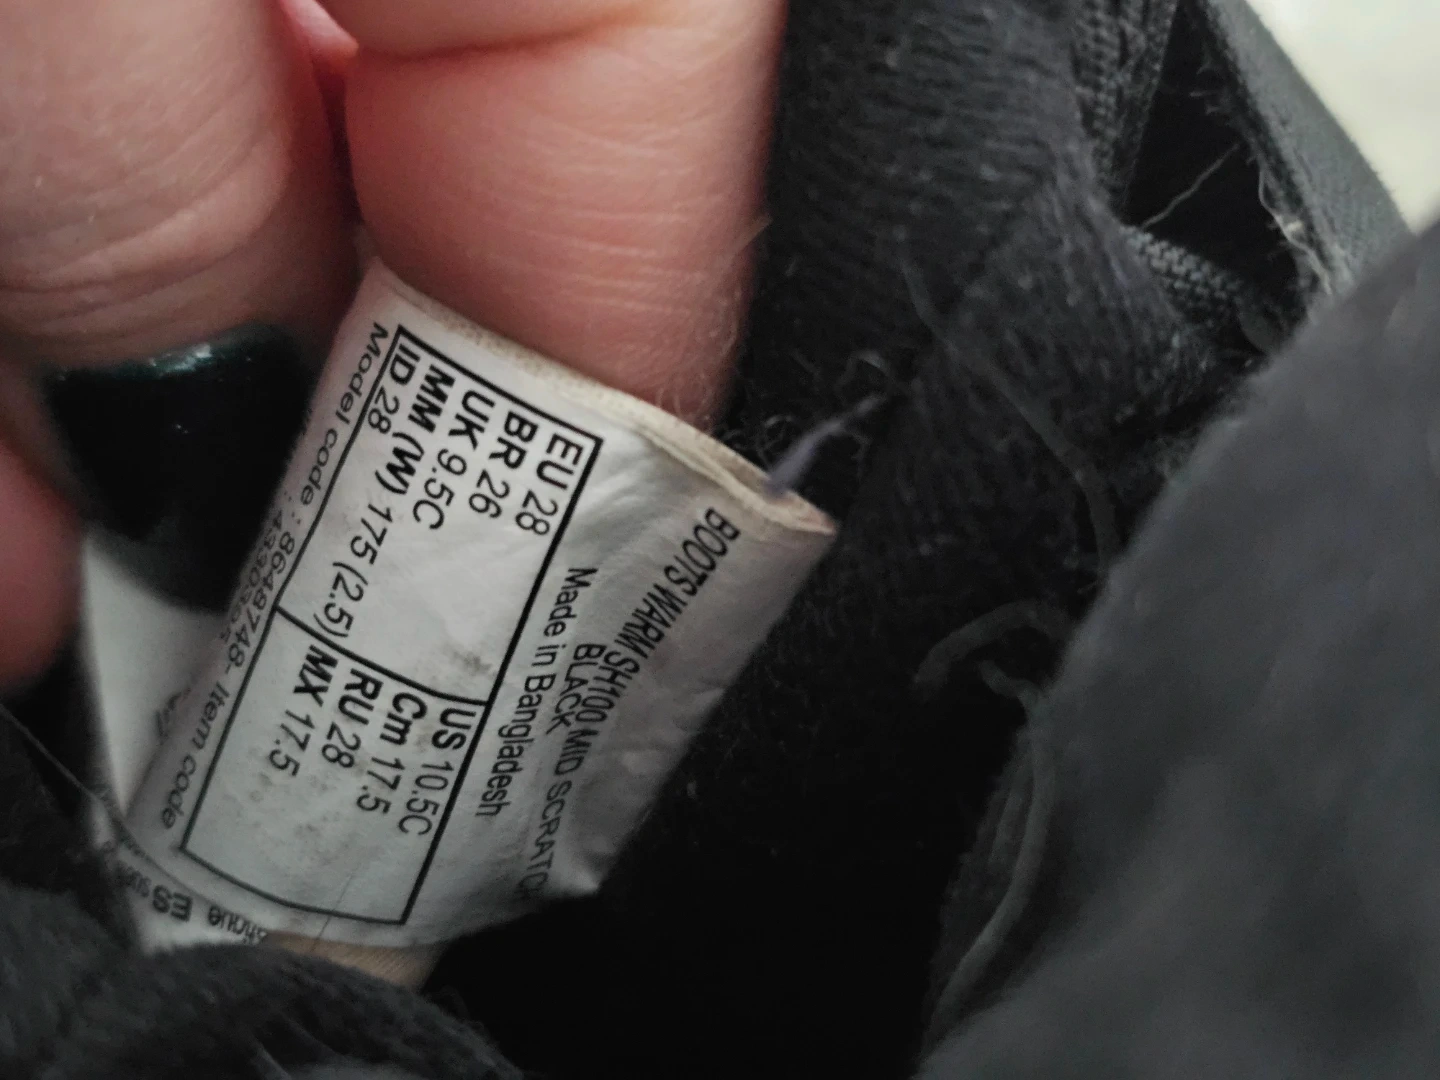 BOOTS WARM SH100 MID SCRATCH
BLACK
Made in Bangladesh
EU 28
BR 26
UK 9.5C
MM (W) 175 (2.5)
ID 28
US 10.5C
Cm 17.5
RU 28
MX 17.5
Model code : 8648748- Item code
ES